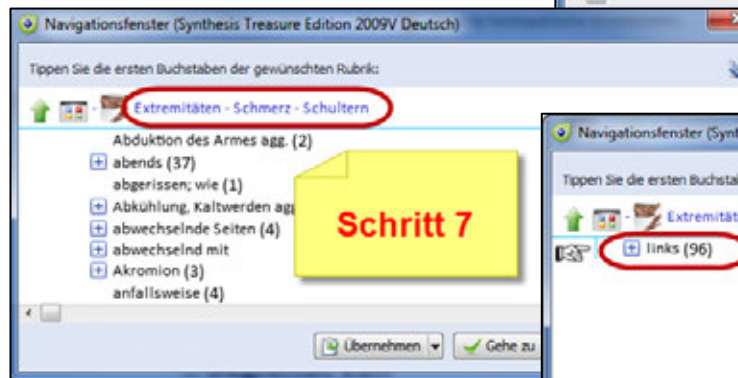 Navigationsfenster (Synthesis Treasure Edition 2009V Deutsch)
Tippen Sie die ersten Buchstaben der gewünschten Rubrik:
Extremitäten - Schmerz - Schultern
Abduktion des Armes agg. (2)
abends (37)
abgerissen; wie (1)
Abkühlung, Kaltwerden agg
abwechselnde Seiten (4)
abwechselnd mit
Akromion (3)
anfallsweise (4)
Übernehmen
Gehe zu
Schritt 7
Navigationsfenster (Synt
Tippen Sie die ersten Buchsta
Extremität
links (96)